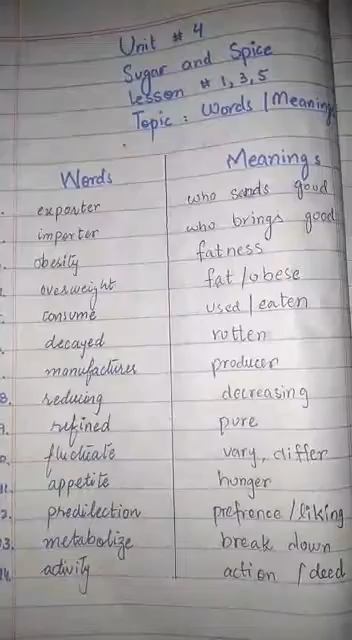 Unit # 4
Sugar and Spice
Lesson # 1, 3, 5
Topic : Words / Meaning
Words Meanings
exporter who sends good
importer who brings good
obesity fatness
overweight fat / obese
consume used / eaten
decayed rotten
manufactures producer
8. reducing decreasing
9. refined pure
fluctuate vary, differ
11. appetite hunger
2. predilection prefrence / liking
13. metabolize break down
14. activity action / deed